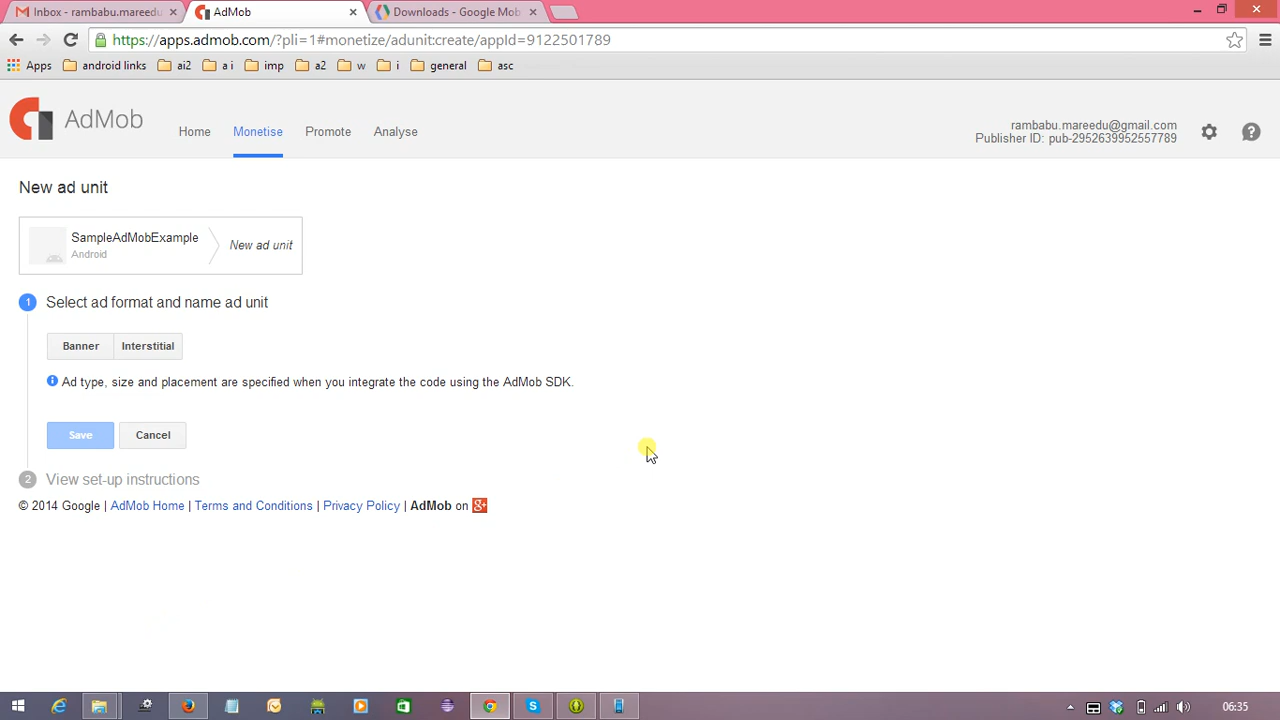 Inbox - rambabu.mareedu
AdMob
Downloads - Google Mob
https://apps.admob.com/?pli=1#monetize/adunit:create/appId=9122501789
Apps android links ai2 a i imp a2 w i general asc
AdMob
Home Monetise Promote Analyse
rambabu.mareedu@gmail.com
Publisher ID: pub-2952639952557789
New ad unit
SampleAdMobExample
Android
New ad unit
1 Select ad format and name ad unit
Banner Interstitial
Ad type, size and placement are specified when you integrate the code using the AdMob SDK.
Save Cancel
2 View set-up instructions
© 2014 Google | AdMob Home | Terms and Conditions | Privacy Policy | AdMob on g+
06:35